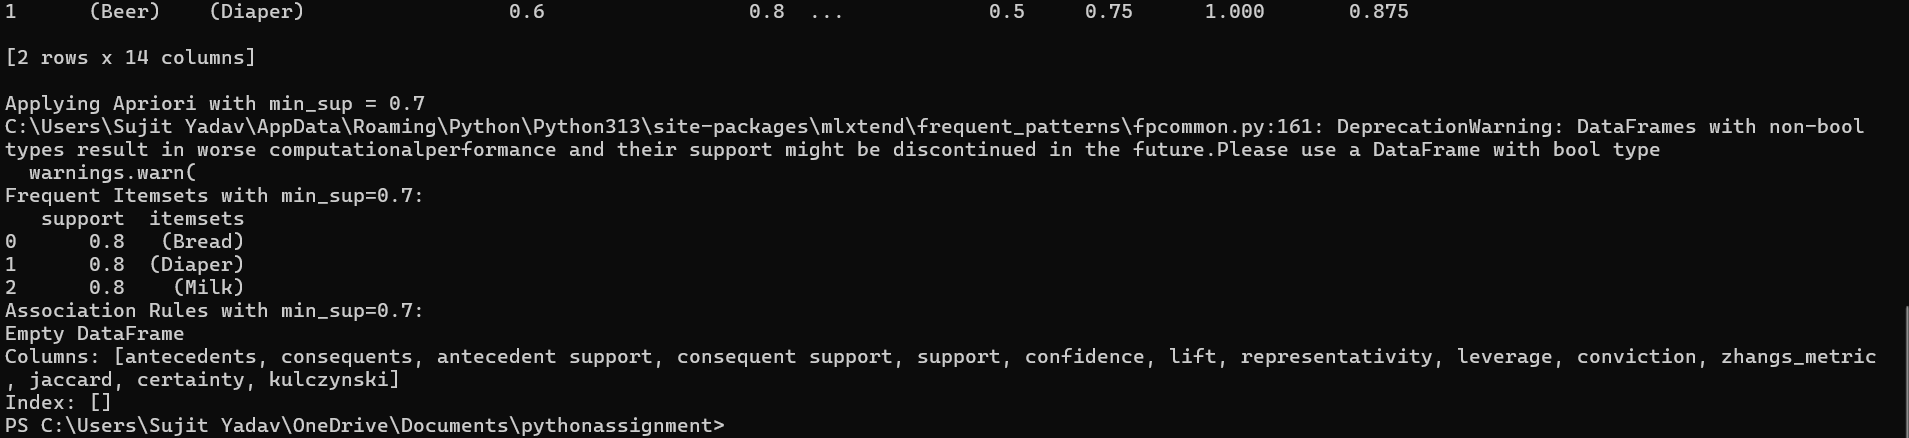 1      (Beer)    (Diaper)                 0.6                 0.8  ...            0.5     0.75      1.000       0.875
[2 rows x 14 columns]
Applying Apriori with min_sup = 0.7
C:\Users\Sujit Yadav\AppData\Roaming\Python\Python313\site-packages\mlxtend\frequent_patterns\fpcommon.py:161: DeprecationWarning: DataFrames with non-bool
types result in worse computationalperformance and their support might be discontinued in the future.Please use a DataFrame with bool type
  warnings.warn(
Frequent Itemsets with min_sup=0.7:
   support  itemsets
0      0.8   (Bread)
1      0.8  (Diaper)
2      0.8    (Milk)
Association Rules with min_sup=0.7:
Empty DataFrame
Columns: [antecedents, consequents, antecedent support, consequent support, support, confidence, lift, representativity, leverage, conviction, zhangs_metric
, jaccard, certainty, kulczynski]
Index: []
PS C:\Users\Sujit Yadav\OneDrive\Documents\pythonassignment>